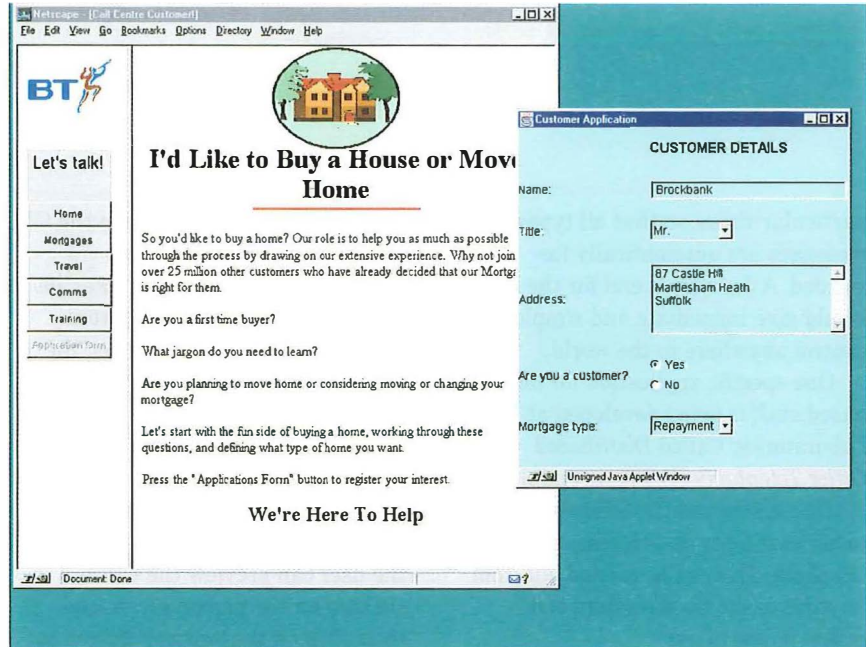 Netscape - [Call Centre Customer!]
File Edit View Go Bookmarks Options Directory Window Help
BT
Let's talk!
Home
Mortgages
Travel
Comms
Training
Application form
I'd Like to Buy a House or Move
Home
So you'd like to buy a home? Our role is to help you as much as possible
through the process by drawing on our extensive experience. Why not join
over 25 million other customers who have already decided that our Mortga
is right for them.
Are you a first time buyer?
What jargon do you need to learn?
Are you planning to move home or considering moving or changing your
mortgage?
Let's start with the fun side of buying a home, working through these
questions, and defining what type of home you want.
Press the "Applications Form" button to register your interest.
We're Here To Help
Document: Done
Customer Application
CUSTOMER DETAILS
Name: Brockbank
Title: Mr.
Address: 87 Castle Hill
Martlesham Heath
Suffolk
Are you a customer? Yes
No
Mortgage type: Repayment
Unsigned Java Applet Window